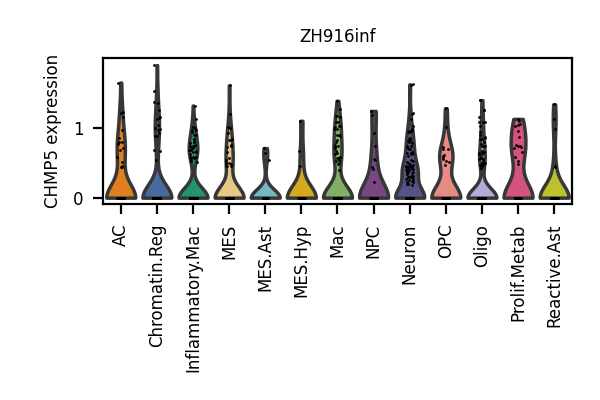 ZH916inf
CHMP5 expression
1
0
AC
Chromatin.Reg
Inflammatory.Mac
MES
MES.Ast
MES.Hyp
Mac
NPC
Neuron
OPC
Oligo
Prolif.Metab
Reactive.Ast